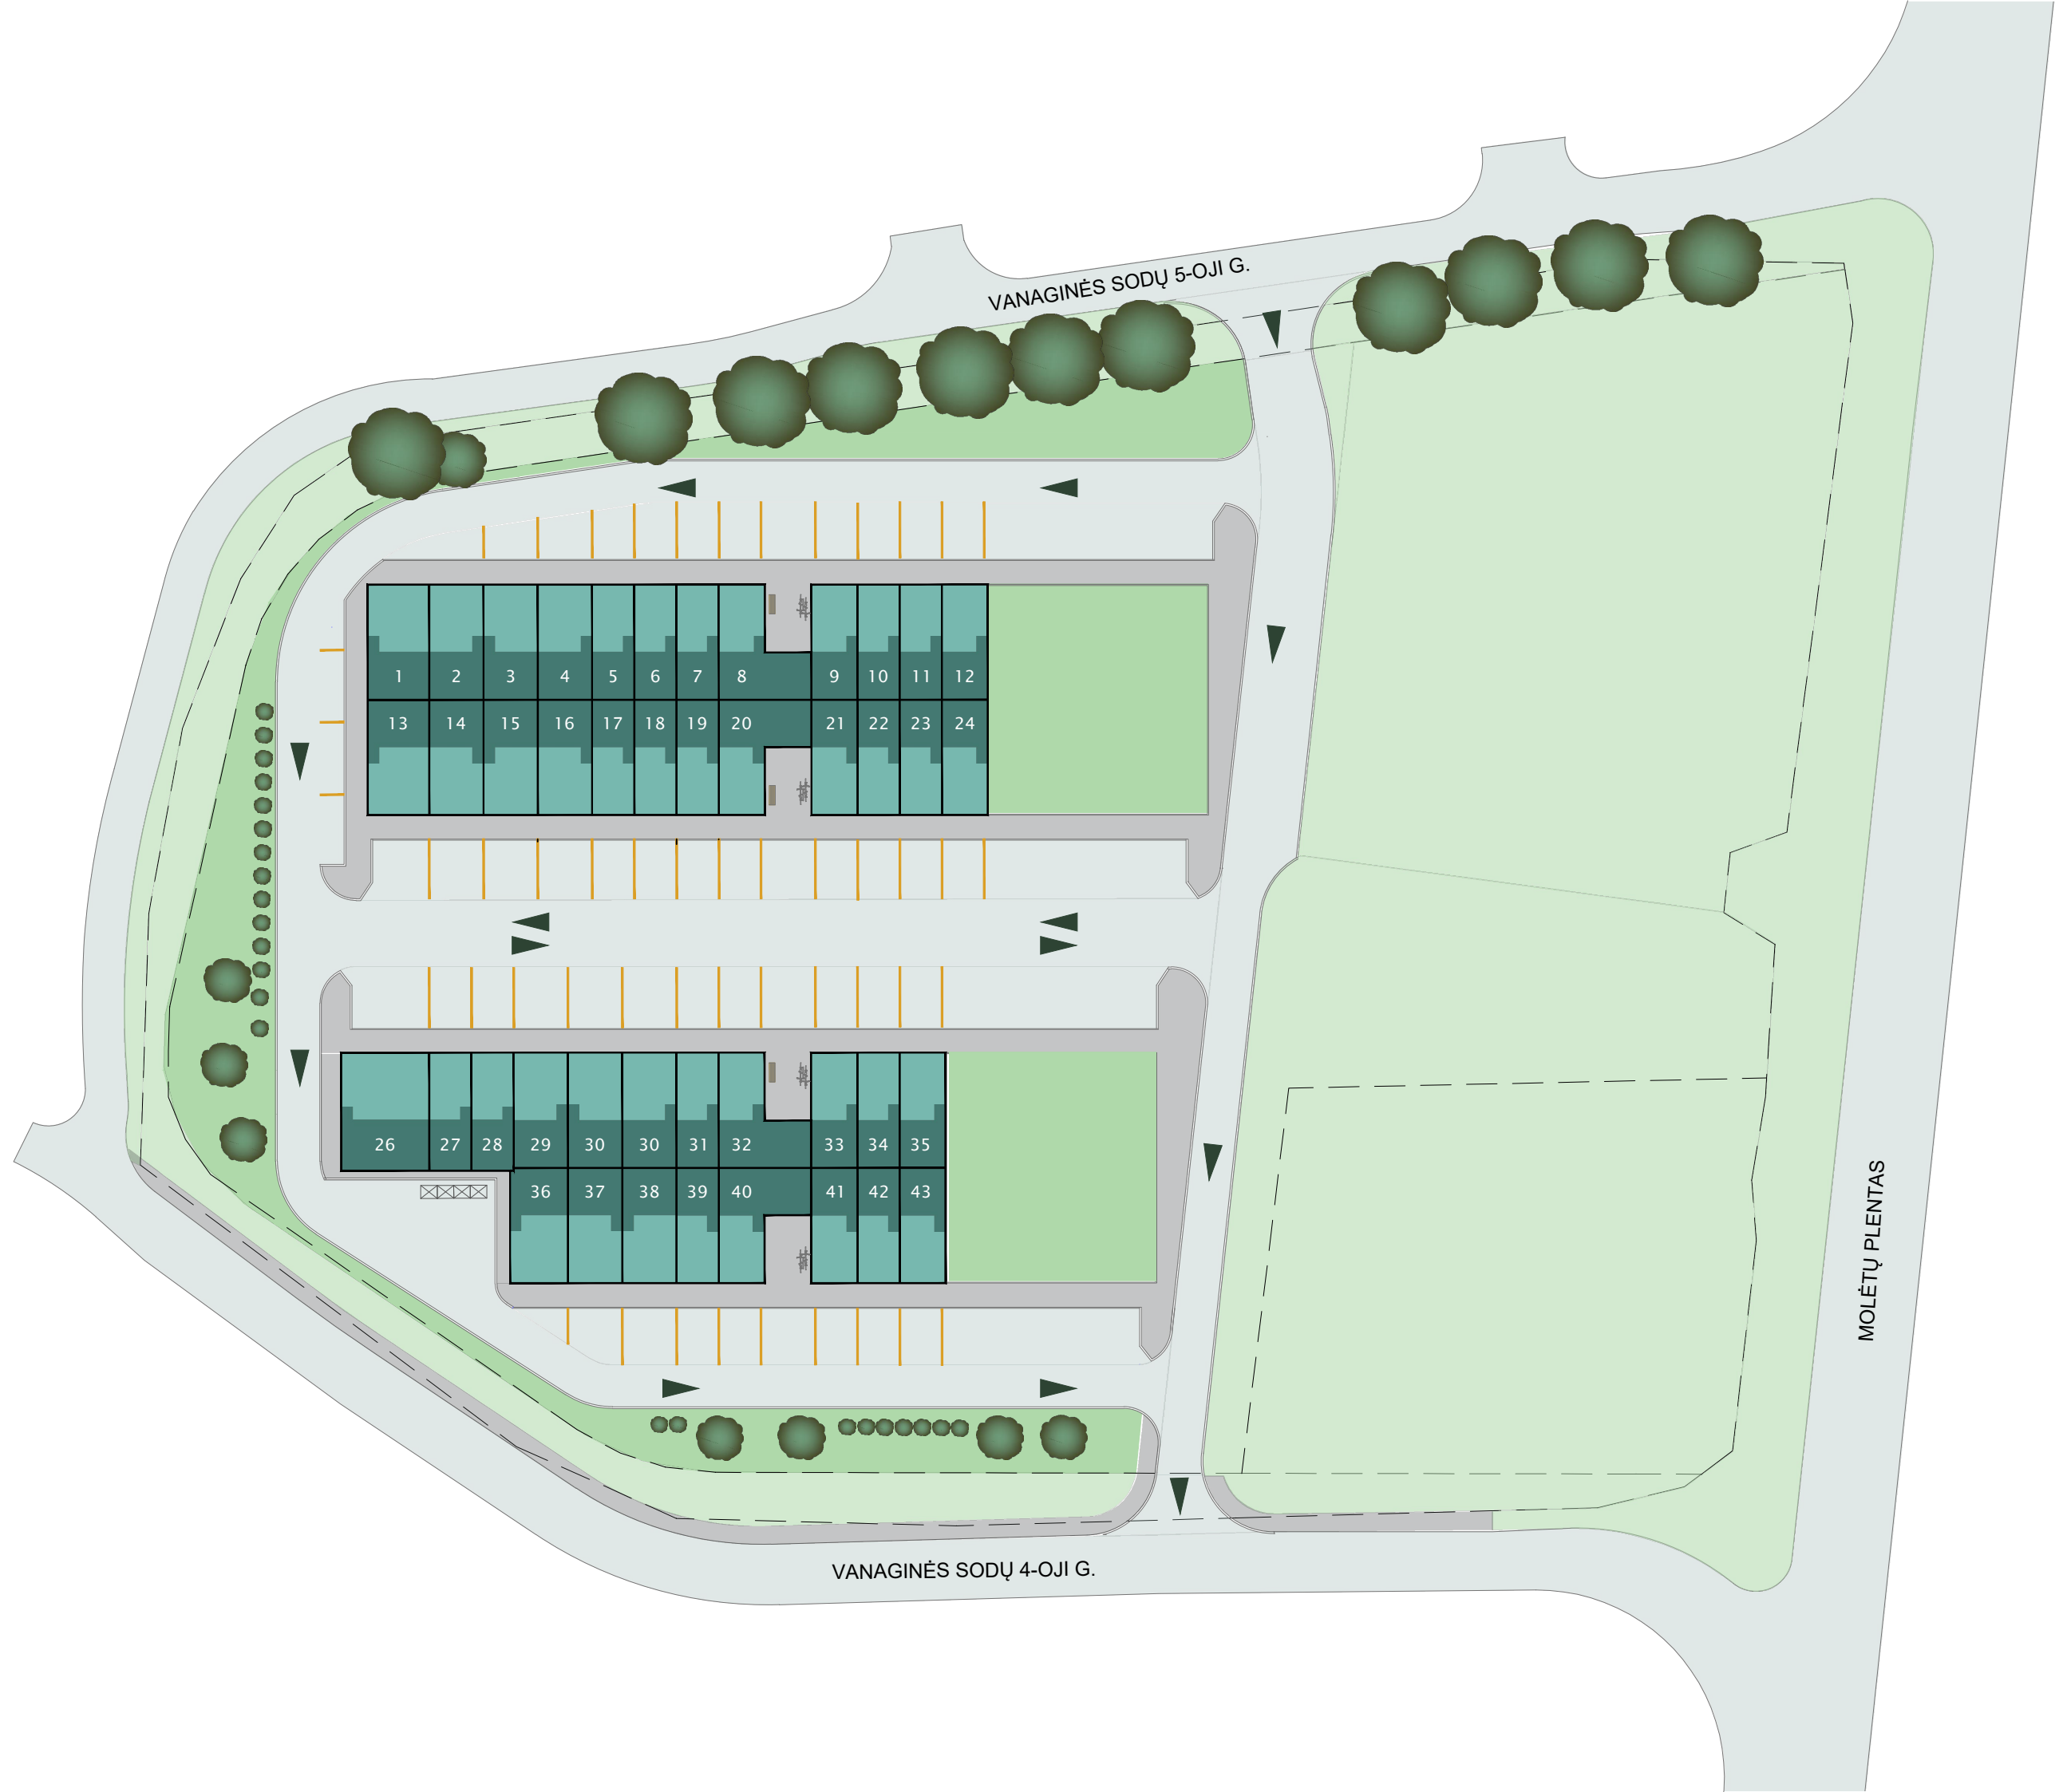 VANAGINĖS SODŲ 5-OJI G.
1 2 3 4 5 6 7 8 9 10 11 12
13 14 15 16 17 18 19 20 21 22 23 24
26 27 28 29 30 30 31 32 33 34 35
36 37 38 39 40 41 42 43
MOLĖTŲ PLENTAS
VANAGINĖS SODŲ 4-OJI G.